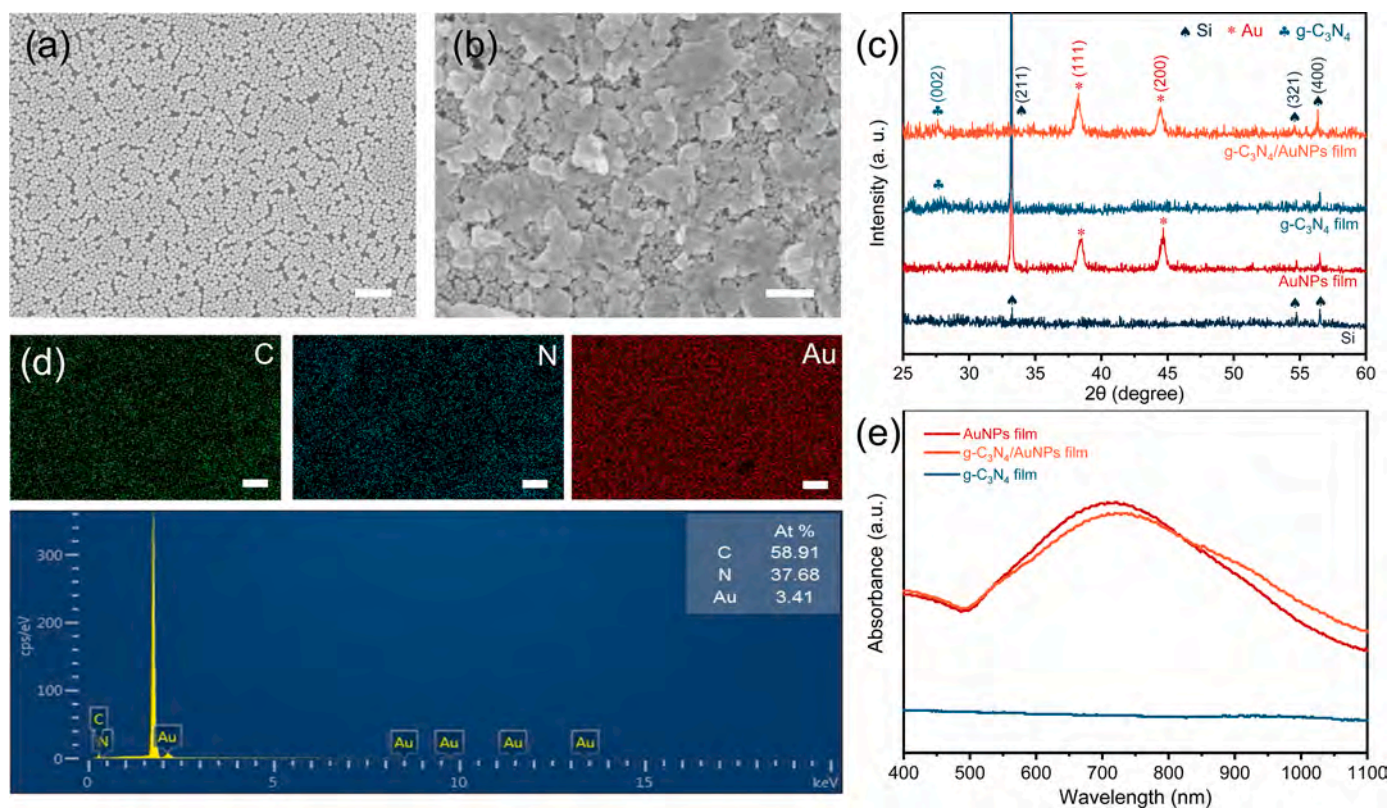 (a)
(b)
(c)
♠ Si * Au ♣ g-C₃N₄
♣ (002)
♠ (211)
* (111)
* (200)
♠ (321)
♠ (400)
g-C₃N₄/AuNPs film
♣
g-C₃N₄ film
* *
AuNPs film
♠ ♠ ♠
Si
Intensity (a. u.)
25 30 35 40 45 50 55 60
2θ (degree)
(d)
C
N
Au
At %
C 58.91
N 37.68
Au 3.41
cps/eV
300
200
100
0
C
N
Au
Au
Au
Au
Au
0 5 10 15 keV
(e)
AuNPs film
g-C₃N₄/AuNPs film
g-C₃N₄ film
Absorbance (a.u.)
400 500 600 700 800 900 1000 1100
Wavelength (nm)